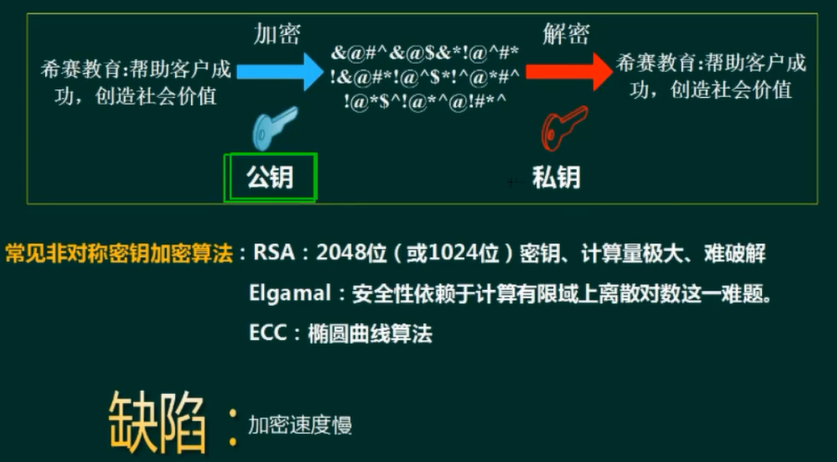 加密
解密
希赛教育:帮助客户成
功，创造社会价值
&@#^&@$&*!@^#*
!&@#*!@^$*!^@*#^
!@*$^!@*^@!#*^
希赛教育:帮助客户成
功，创造社会价值
公钥
私钥
常见非对称密钥加密算法：RSA：2048位（或1024位）密钥、计算量极大、难破解
Elgamal：安全性依赖于计算有限域上离散对数这一难题。
ECC：椭圆曲线算法
缺陷：加密速度慢